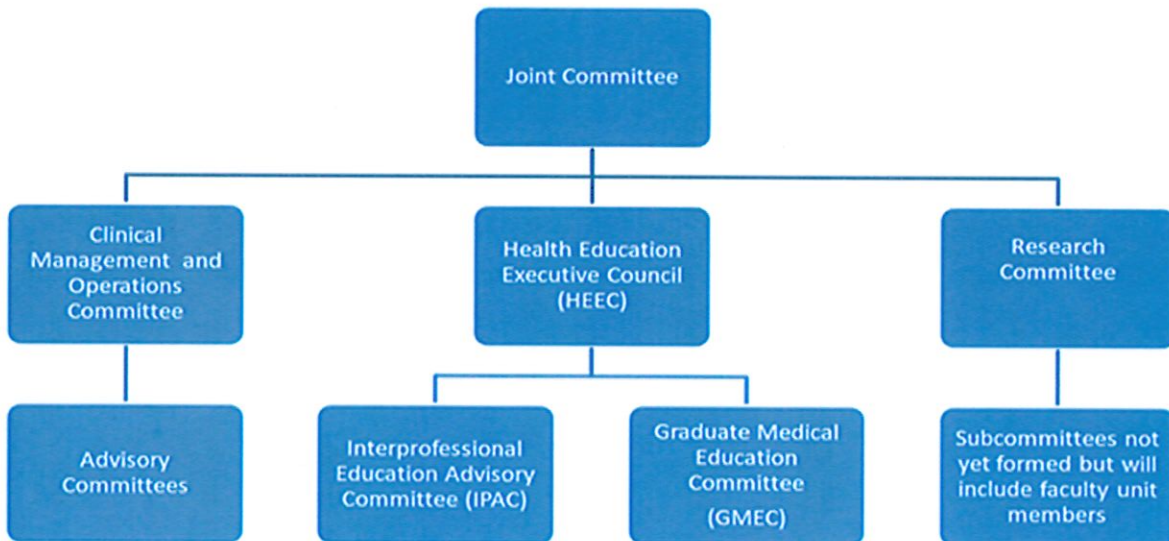 Joint Committee
Clinical
Management and
Operations
Committee
Health Education
Executive Council
(HEEC)
Research
Committee
Advisory
Committees
Interprofessional
Education Advisory
Committee (IPAC)
Graduate Medical
Education
Committee
(GMEC)
Subcommittees not
yet formed but will
include faculty unit
members